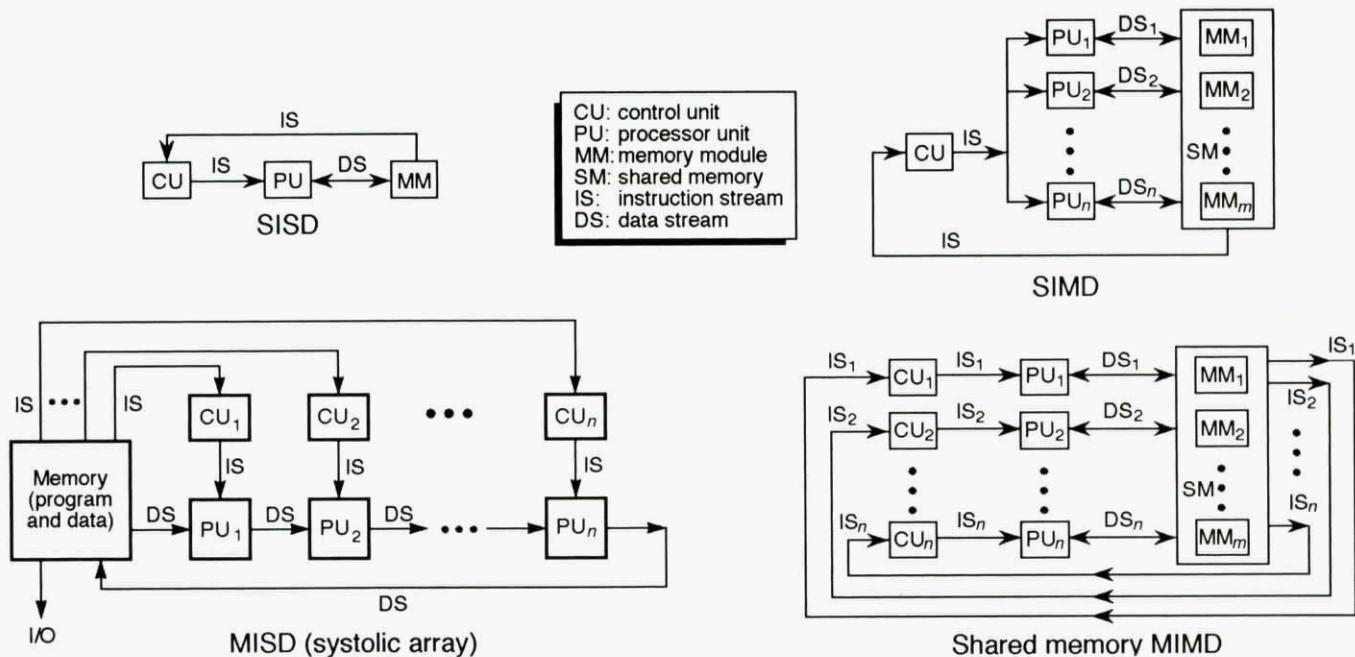 IS
CU
IS
PU
DS
MM
SISD
CU: control unit
PU: processor unit
MM: memory module
SM: shared memory
IS: instruction stream
DS: data stream
CU
IS
PU₁
DS₁
MM₁
PU₂
DS₂
MM₂
SM
PUₙ
DSₙ
MMₘ
IS
SIMD
IS
IS
CU₁
CU₂
CUₙ
IS
IS
IS
Memory
(program
and data)
DS
PU₁
DS
PU₂
DS
PUₙ
DS
I/O
MISD (systolic array)
IS₁
CU₁
IS₁
PU₁
DS₁
MM₁
IS₁
IS₂
CU₂
IS₂
PU₂
DS₂
MM₂
IS₂
SM
ISₙ
CUₙ
ISₙ
PUₙ
DSₙ
MMₘ
ISₙ
Shared memory MIMD